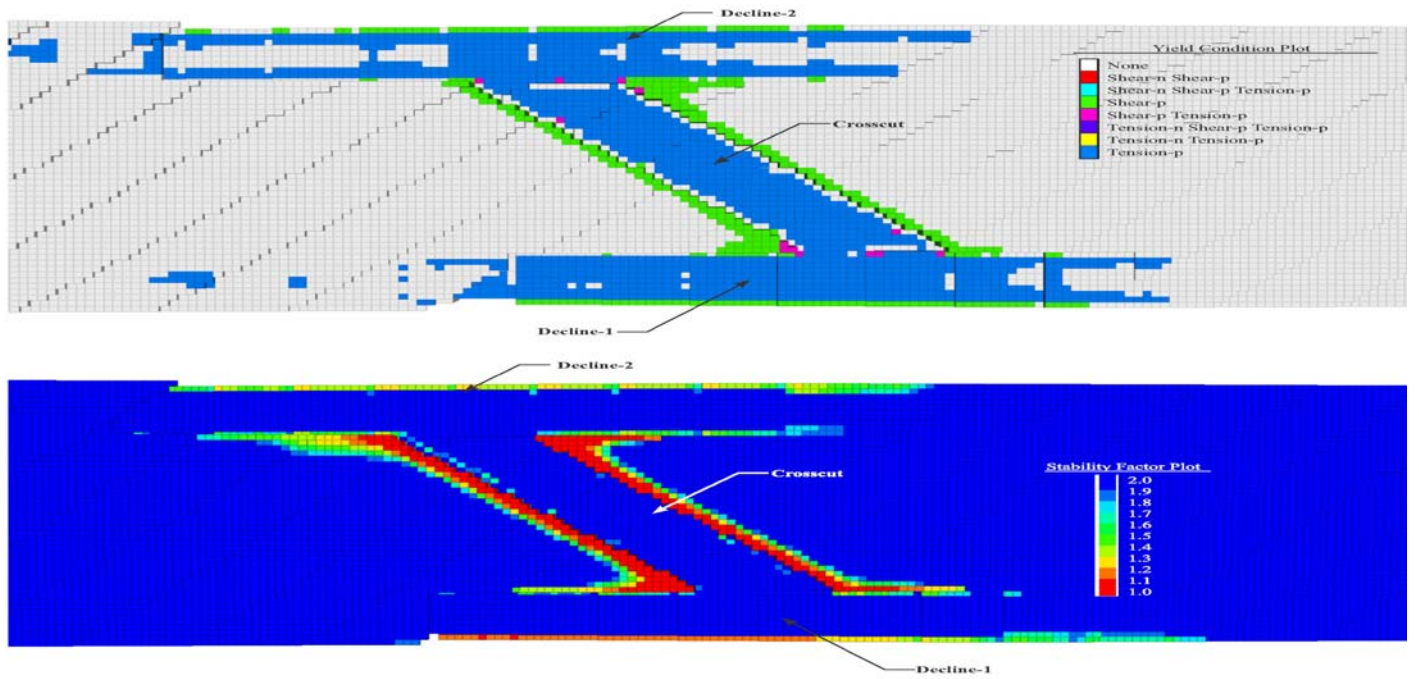 Decline-2
Yield Condition Plot
None
Shear-n Shear-p
Shear-n Shear-p Tension-p
Shear-p
Shear-p Tension-p
Tension-n Shear-p Tension-p
Tension-n Tension-p
Tension-p
Crosscut
Decline-1
Decline-2
Crosscut
Stability Factor Plot
2.0
1.9
1.8
1.7
1.6
1.5
1.4
1.3
1.2
1.1
1.0
Decline-1